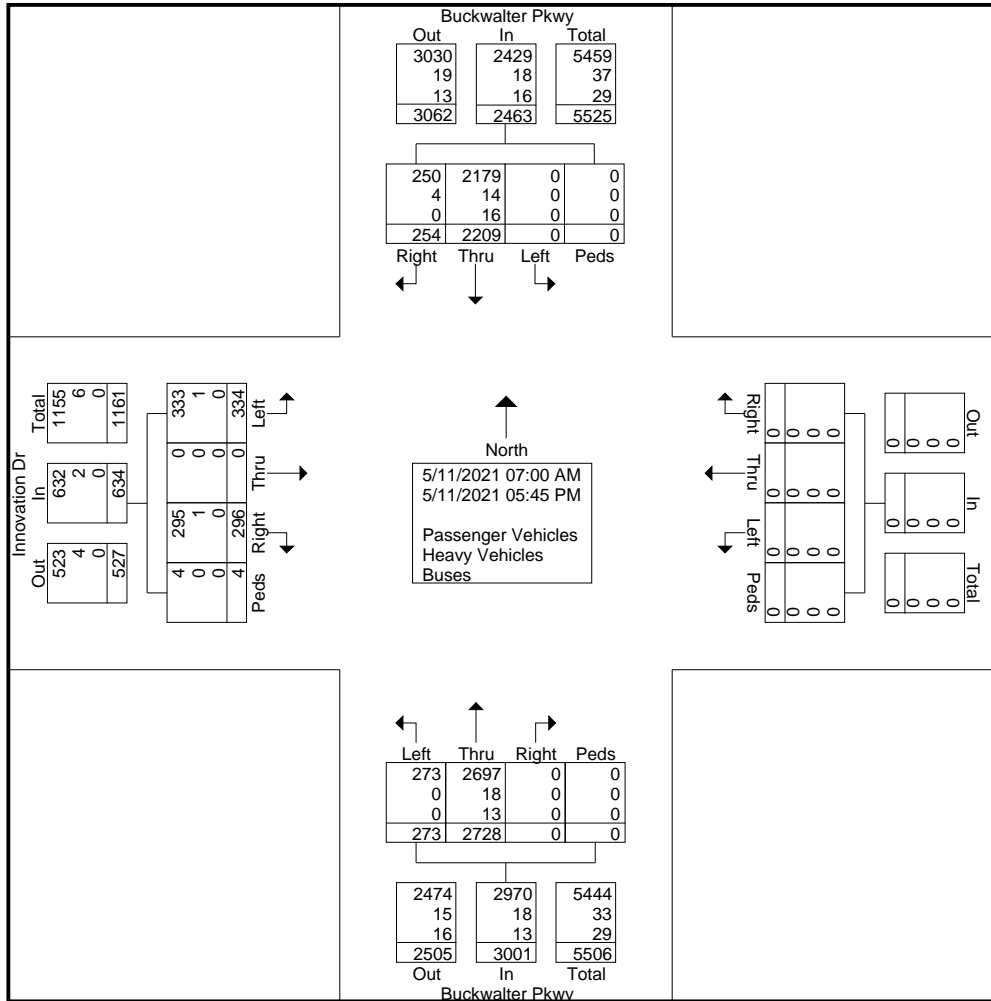 Buckwalter Pkwy
Out In Total
3030 2429 5459
19 18 37
13 16 29
3062 2463 5525
250 2179 0 0
4 14 0 0
0 16 0 0
254 2209 0 0
Right Thru Left Peds
Innovation Dr
Total
1155
6
0
1161
In
632
2
0
634
Out
523
4
0
527
333
1
0
334
Left
0
0
0
0
Thru
295
1
0
296
Right
4
0
0
4
Peds
North
5/11/2021 07:00 AM
5/11/2021 05:45 PM
Passenger Vehicles
Heavy Vehicles
Buses
Right
0
0
0
0
Thru
0
0
0
0
Left
0
0
0
0
Peds
0
0
0
0
Out
0
0
0
0
In
0
0
0
0
Total
0
0
0
0
Left Thru Right Peds
273 2697 0 0
0 18 0 0
0 13 0 0
273 2728 0 0
2474 2970 5444
15 18 33
16 13 29
2505 3001 5506
Out In Total
Buckwalter Pkwy